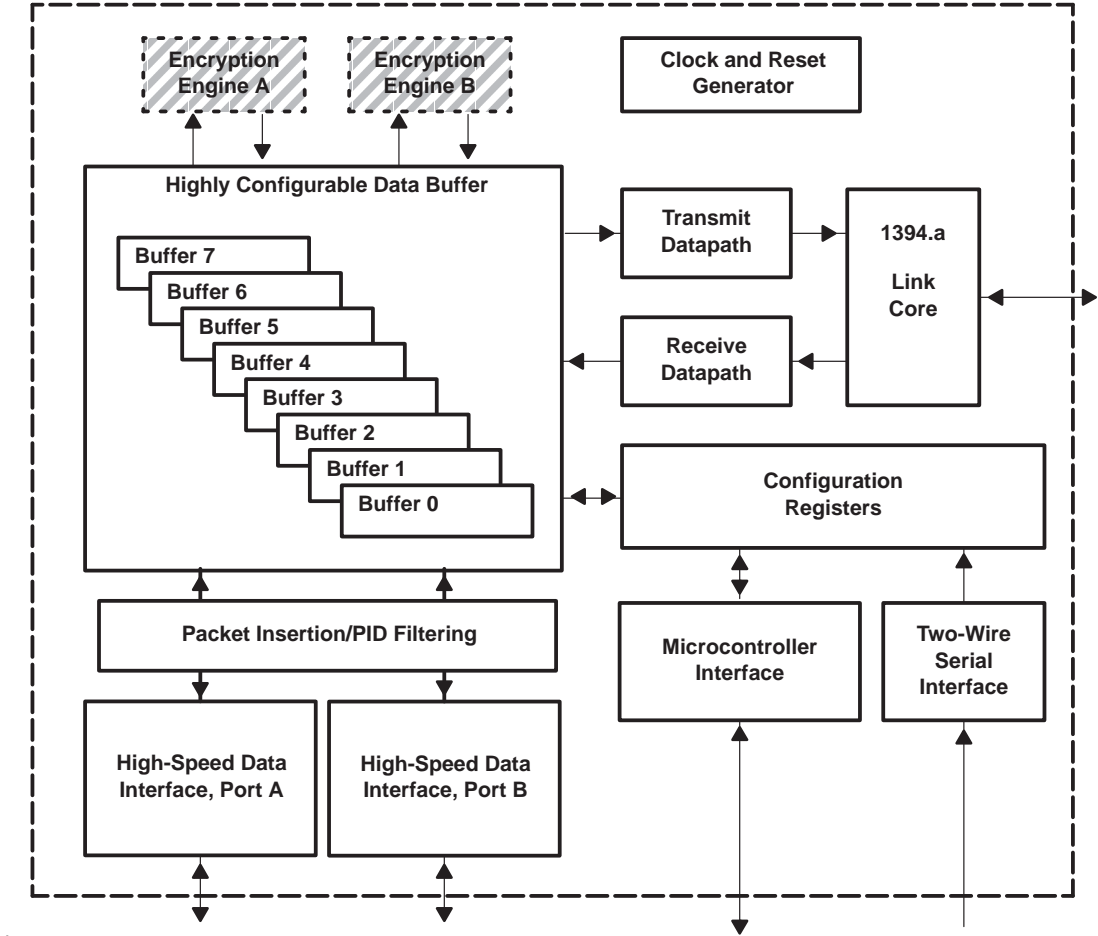 Encryption
Engine A
Encryption
Engine B
Clock and Reset
Generator
Highly Configurable Data Buffer
Buffer 7
Buffer 6
Buffer 5
Buffer 4
Buffer 3
Buffer 2
Buffer 1
Buffer 0
Transmit
Datapath
1394.a
Link
Core
Receive
Datapath
Configuration
Registers
Packet Insertion/PID Filtering
Microcontroller
Interface
Two-Wire
Serial
Interface
High-Speed Data
Interface, Port A
High-Speed Data
Interface, Port B